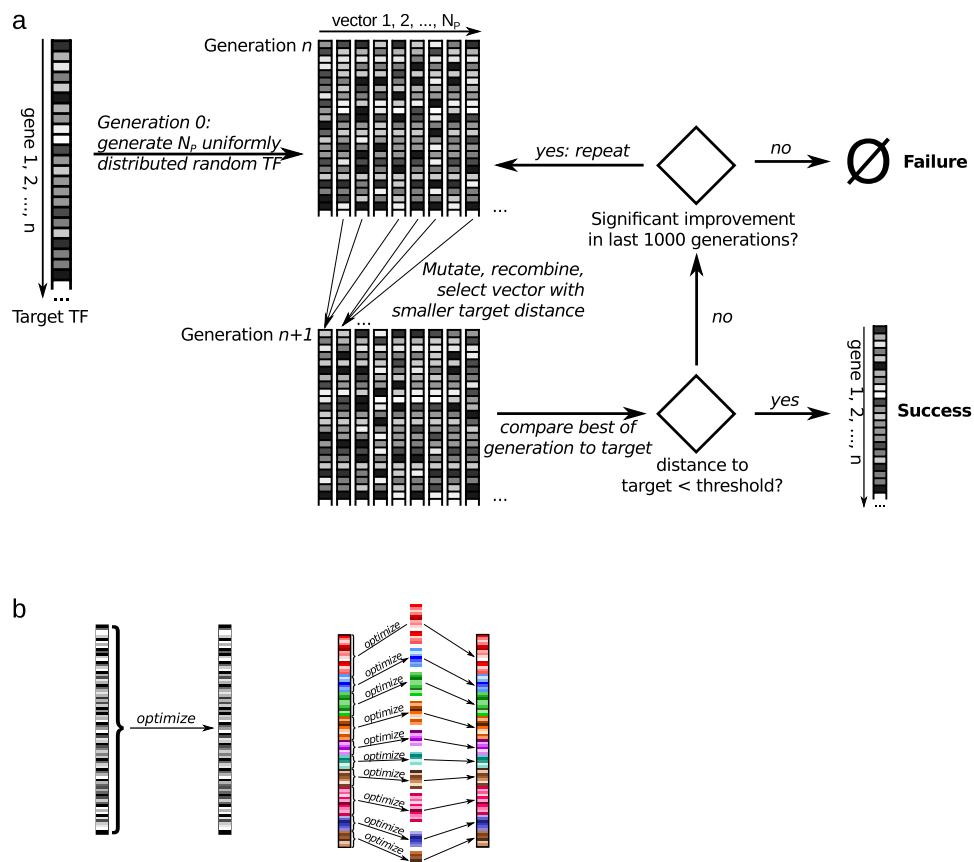 a
vector 1, 2, ..., NP
Generation n
gene 1, 2, ..., n
Generation 0:
generate NP uniformly
distributed random TF
...
Target TF
...
yes: repeat
no
Failure
Significant improvement
in last 1000 generations?
Mutate, recombine,
select vector with
smaller target distance
...
Generation n+1
no
compare best of
generation to target
yes
distance to
target < threshold?
gene 1, 2, ..., n
Success
...
...
b
optimize
optimize
optimize
optimize
optimize
optimize
optimize
optimize
optimize
optimize
optimize